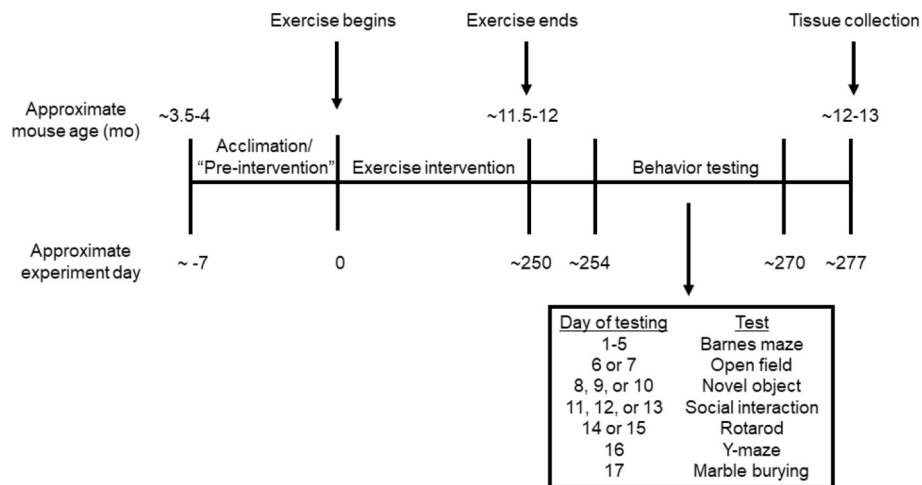 Exercise begins Exercise ends Tissue collection
Approximate
mouse age (mo)
~3.5-4 ~11.5-12 ~12-13
Acclimation/
“Pre-intervention” Exercise intervention Behavior testing
Approximate
experiment day
~ -7 0 ~250 ~254 ~270 ~277
Day of testing Test
1-5 Barnes maze
6 or 7 Open field
8, 9, or 10 Novel object
11, 12, or 13 Social interaction
14 or 15 Rotarod
16 Y-maze
17 Marble burying